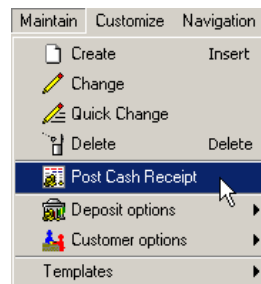 Maintain Customize Navigation
Create Insert
Change
Quick Change
Delete Delete
Post Cash Receipt
Deposit options
Customer options
Templates